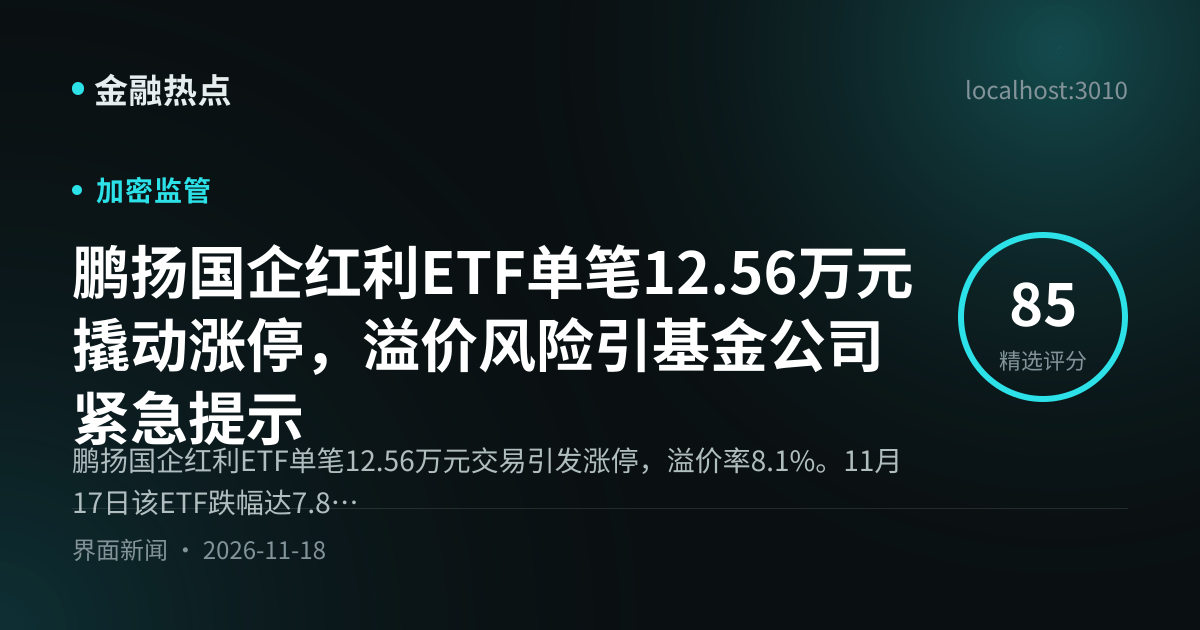 金融热点
localhost:3010
加密监管
鹏扬国企红利ETF单笔12.56万元
撬动涨停，溢价风险引基金公司
紧急提示
85
精选评分
鹏扬国企红利ETF单笔12.56万元交易引发涨停，溢价率8.1%。11月
17日该ETF跌幅达7.8…
界面新闻 · 2026-11-18